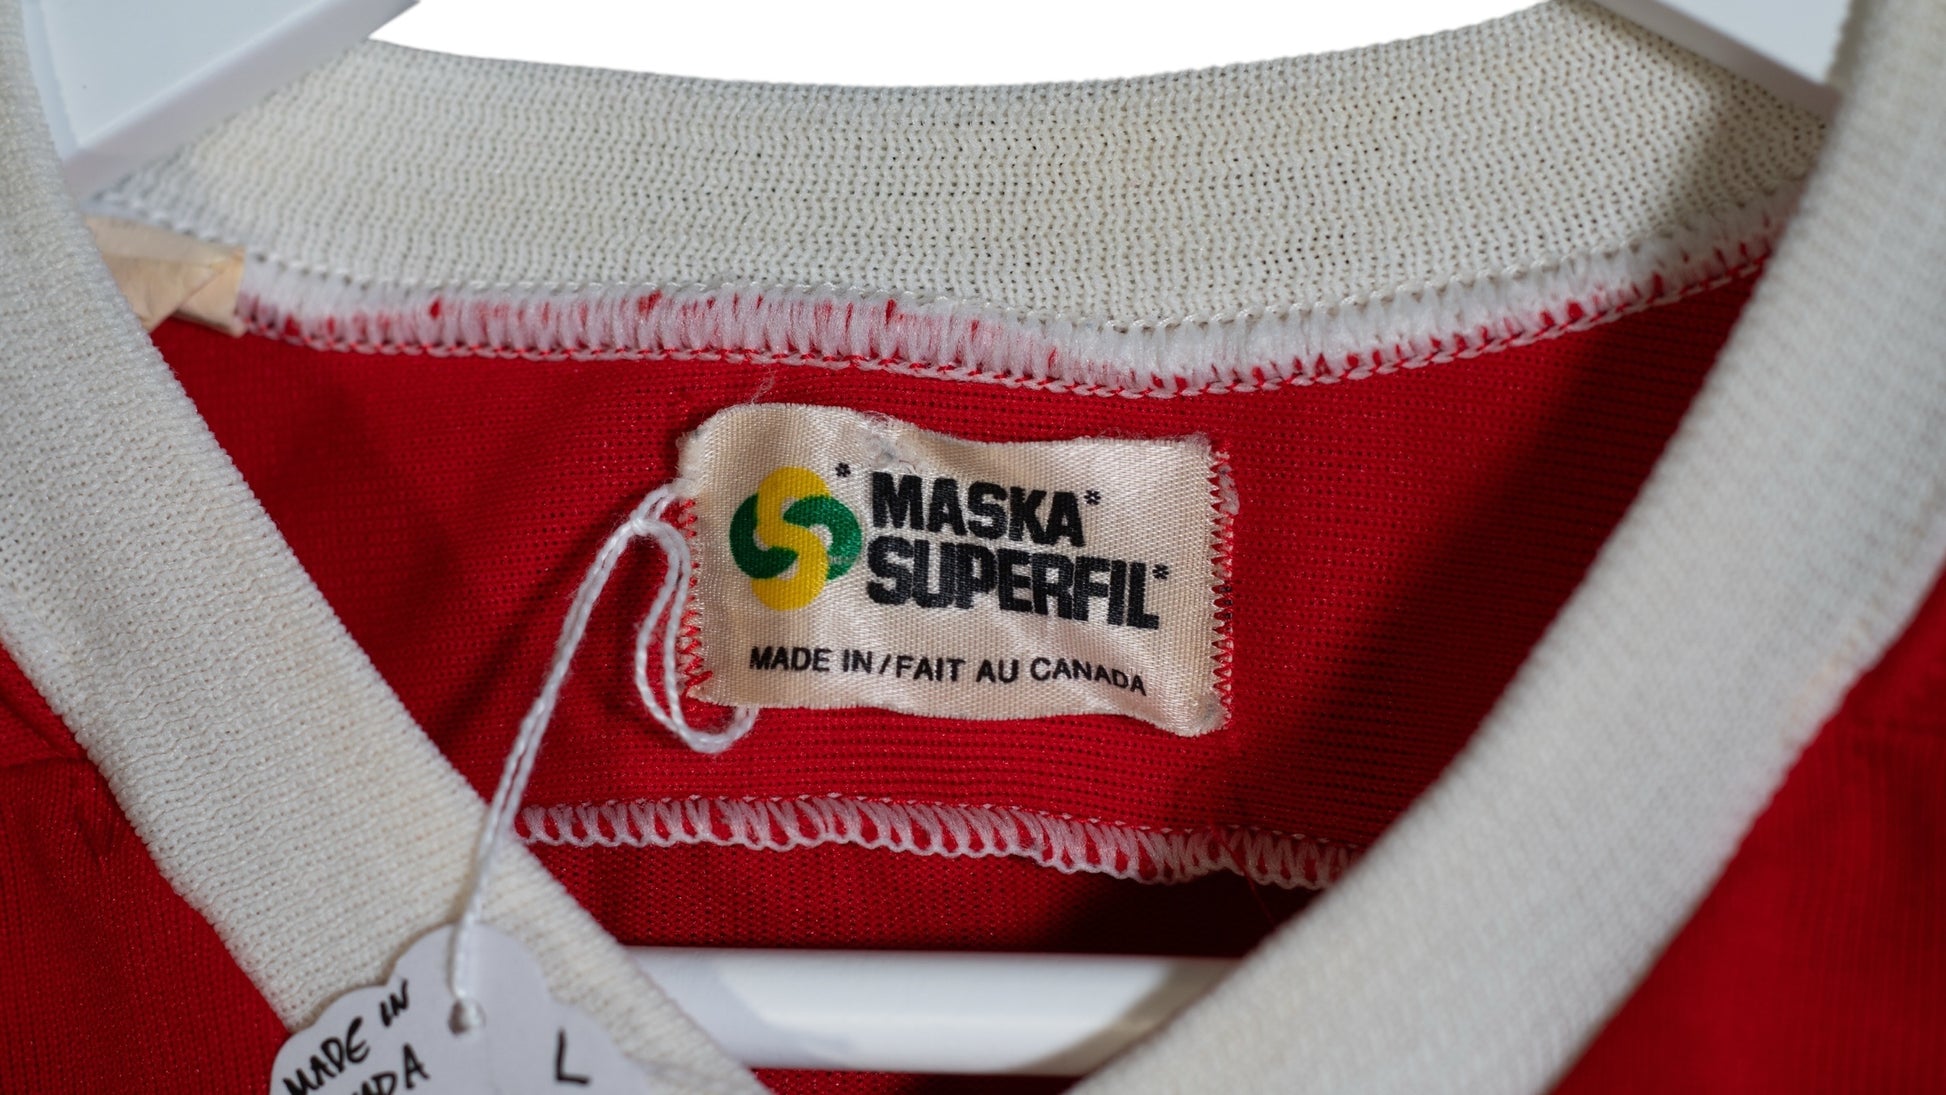 MASKA*
SUPERFIL*
MADE IN / FAIT AU CANADA
MADE IN
L